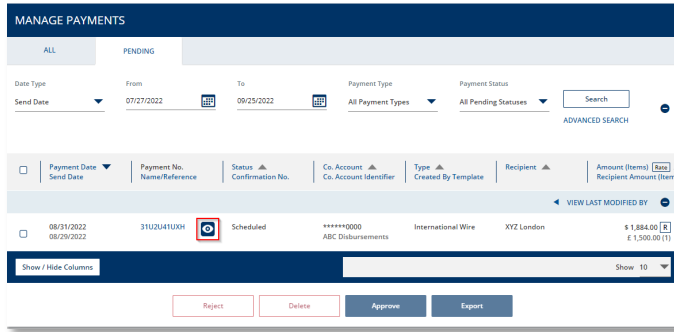 MANAGE PAYMENTS
ALL PENDING
Date Type From To Payment Type Payment Status
Send Date 07/27/2022 09/25/2022 All Payment Types All Pending Statuses Search
ADVANCED SEARCH
Payment Date Payment No. Status Co. Account Type Recipient Amount (Items) Rate
Send Date Name/Reference Confirmation No. Co. Account Identifier Created By Template Recipient Amount (Item
VIEW LAST MODIFIED BY
08/31/2022 31U2U41UXH Scheduled ******0000 International Wire XYZ London $ 1,884.00 R
08/29/2022 ABC Disbursements £ 1,500.00 (1)
Show / Hide Columns Show 10
Reject Delete Approve Export